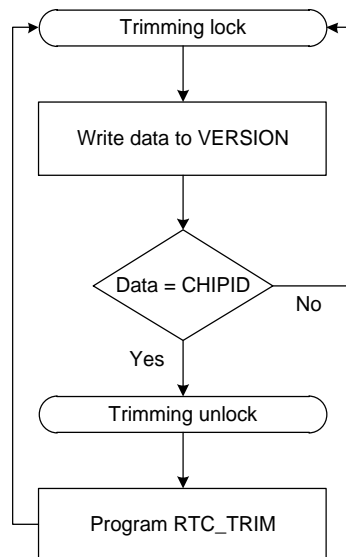 Trimming lock
Write data to VERSION
Data = CHIPID
No
Yes
Trimming unlock
Program RTC_TRIM